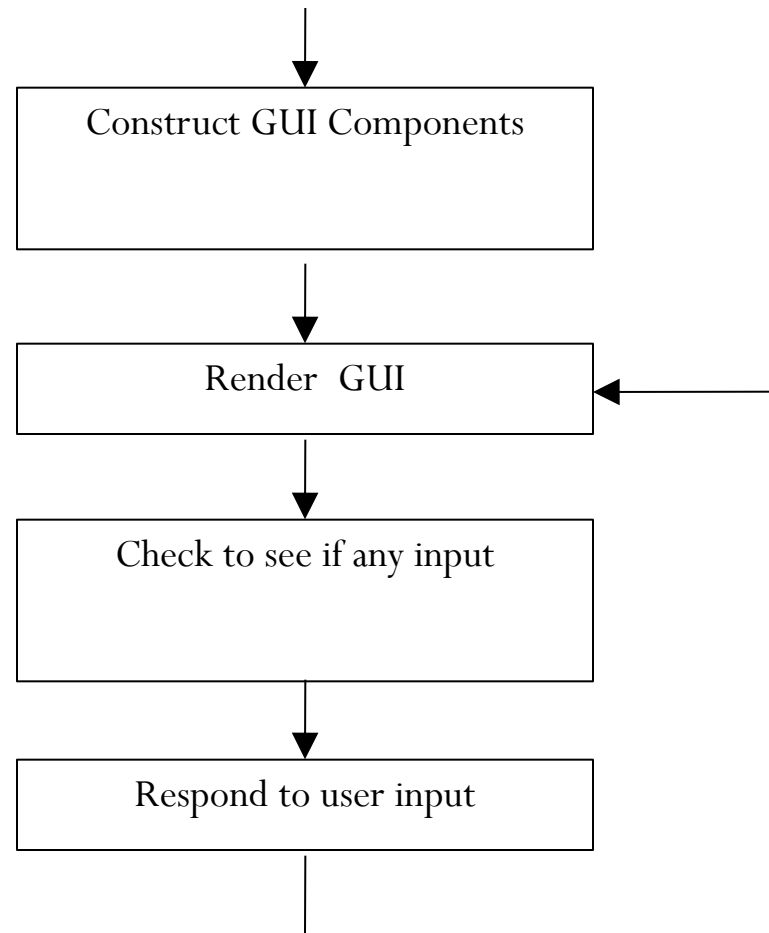 Construct GUI Components
Render GUI
Check to see if any input
Respond to user input